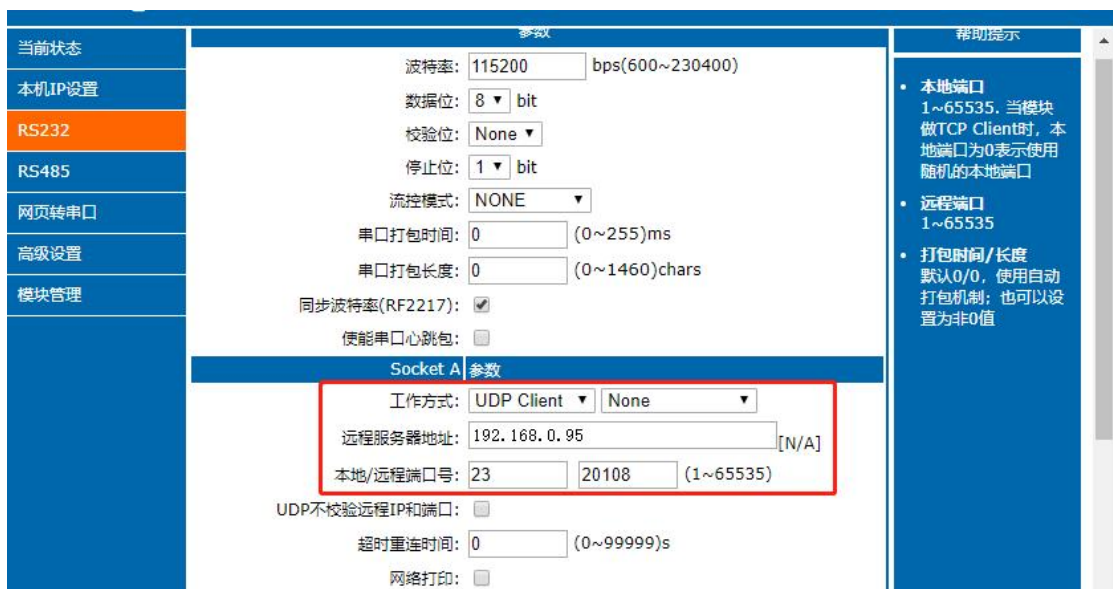 当前状态
本机IP设置
RS232
RS485
网页转串口
高级设置
模块管理
参数
波特率: 115200 bps(600~230400)
数据位: 8 bit
校验位: None
停止位: 1 bit
流控模式: NONE
串口打包时间: 0 (0~255)ms
串口打包长度: 0 (0~1460)chars
同步波特率(RF2217):
使能串口心跳包:
Socket A 参数
工作方式: UDP Client None
远程服务器地址: 192.168.0.95 [N/A]
本地/远程端口号: 23 20108 (1~65535)
UDP不校验远程IP和端口:
超时重连时间: 0 (0~99999)s
网络打印:
帮助提示
• 本地端口
1~65535. 当模块
做TCP Client时, 本
地端口为0表示使用
随机的本地端口
• 远程端口
1~65535
• 打包时间/长度
默认0/0, 使用自动
打包机制; 也可以设
置为非0值